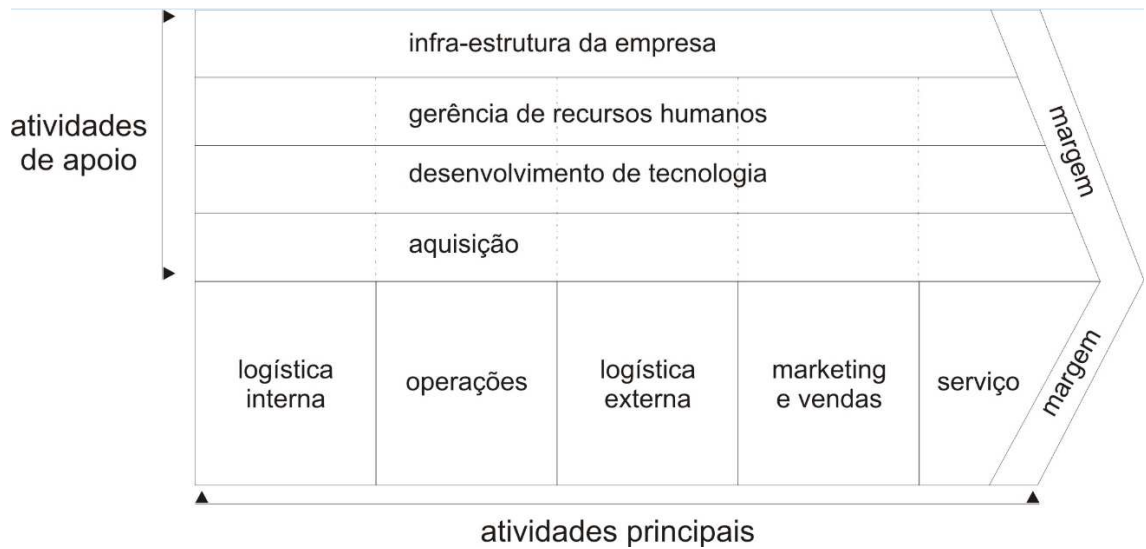 infra-estrutura da empresa
gerência de recursos humanos
desenvolvimento de tecnologia
aquisição
atividades
de apoio
margem
logística
interna
operações
logística
externa
marketing
e vendas
serviço
margem
atividades principais